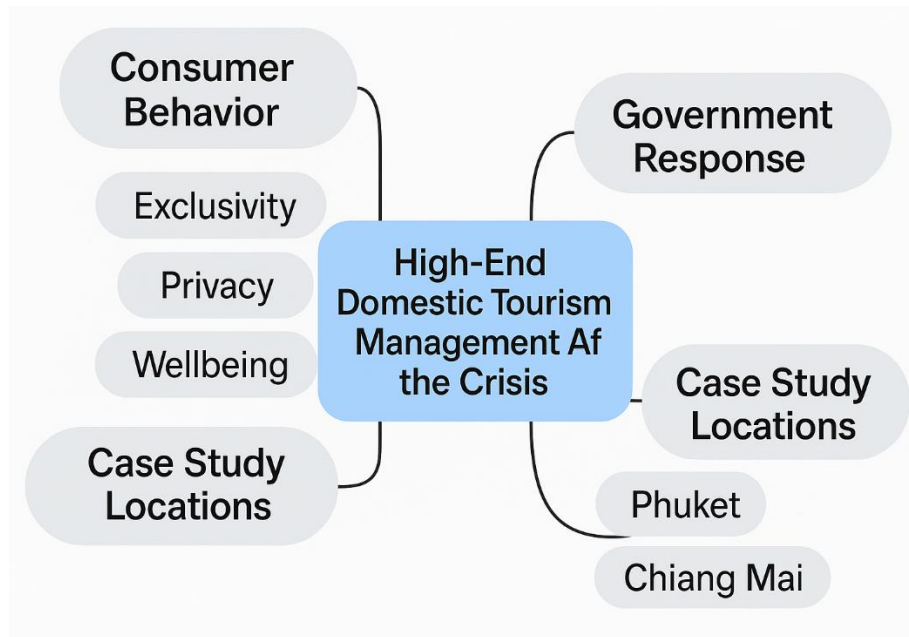 Consumer
Behavior
Exclusivity
Privacy
Wellbeing
Case Study
Locations
High-End
Domestic Tourism
Management Af
the Crisis
Government
Response
Case Study
Locations
Phuket
Chiang Mai